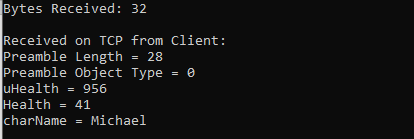 Bytes Received: 32
Received on TCP from Client:
Preamble Length = 28
Preamble Object Type = 0
uHealth = 956
Health = 41
charName = Michael